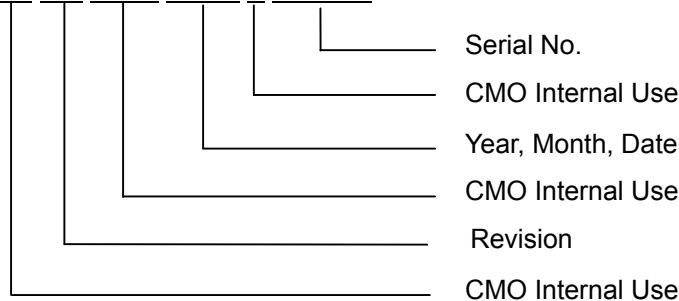 Serial No.
CMO Internal Use
Year, Month, Date
CMO Internal Use
Revision
CMO Internal Use